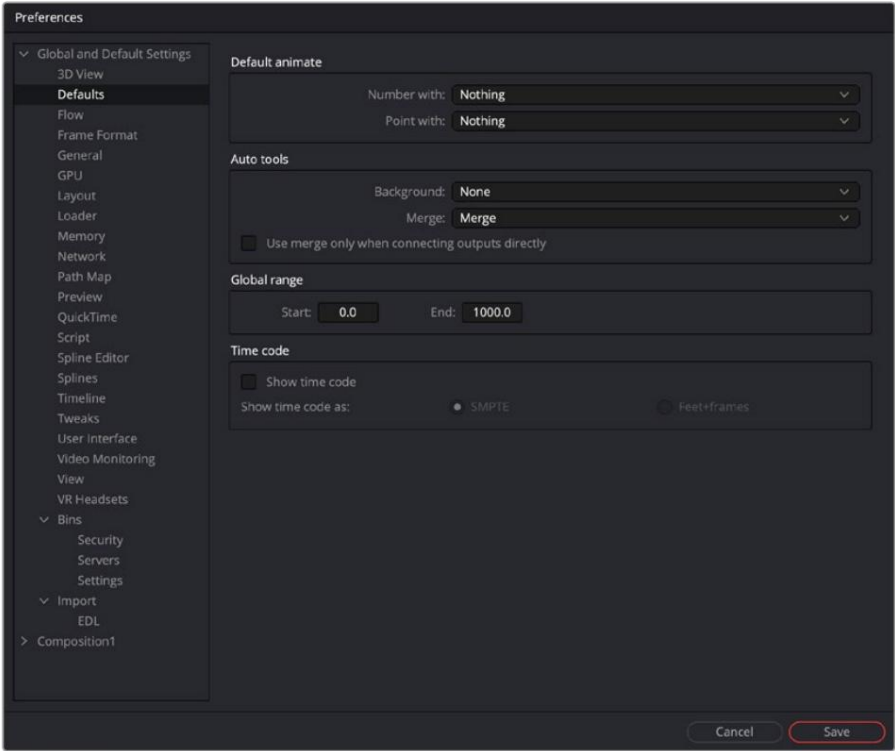 Preferences
Global and Default Settings
3D View
Defaults
Flow
Frame Format
General
GPU
Layout
Loader
Memory
Network
Path Map
Preview
QuickTime
Script
Spline Editor
Splines
Timeline
Tweaks
User Interface
Video Monitoring
View
VR Headsets
Bins
Security
Servers
Settings
Import
EDL
Composition1
Default animate
Number with: Nothing
Point with: Nothing
Auto tools
Background: None
Merge: Merge
Use merge only when connecting outputs directly
Global range
Start: 0.0 End: 1000.0
Time code
Show time code
Show time code as: SMPTE Feet+frames
Cancel Save